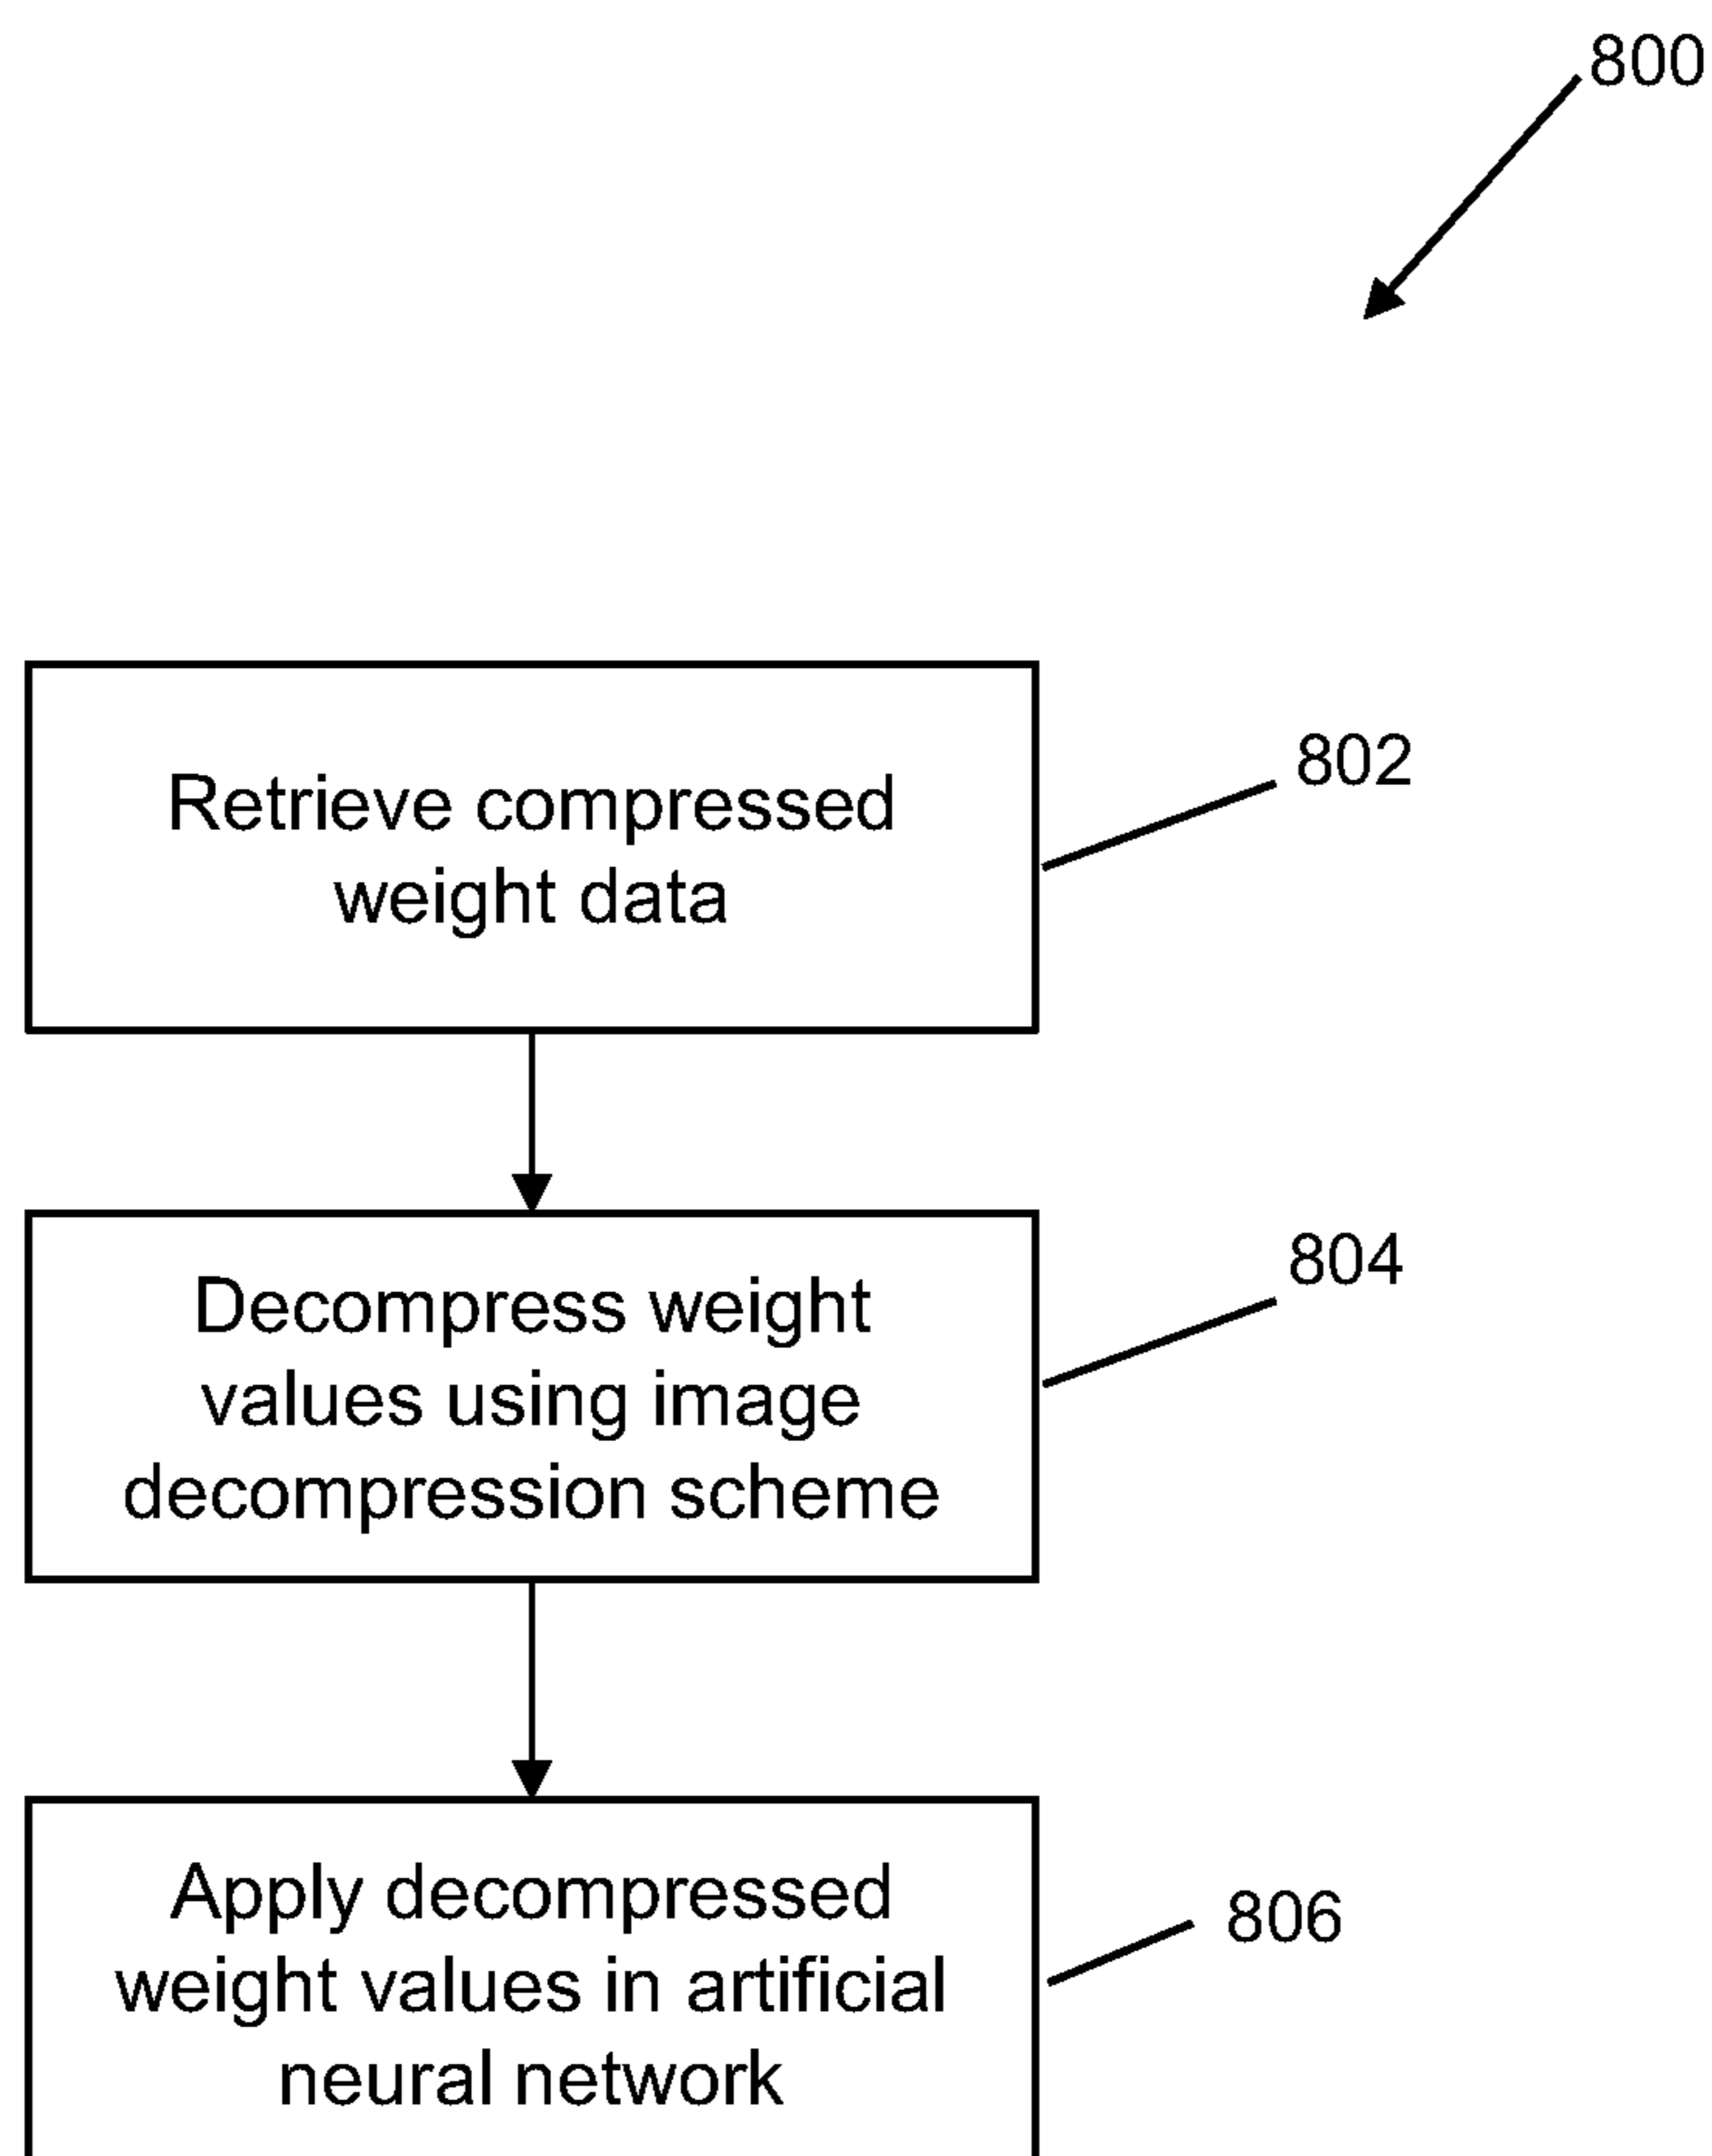 800
Retrieve compressed
weight data
802
Decompress weight
values using image
decompression scheme
804
Apply decompressed
weight values in artificial
neural network
806